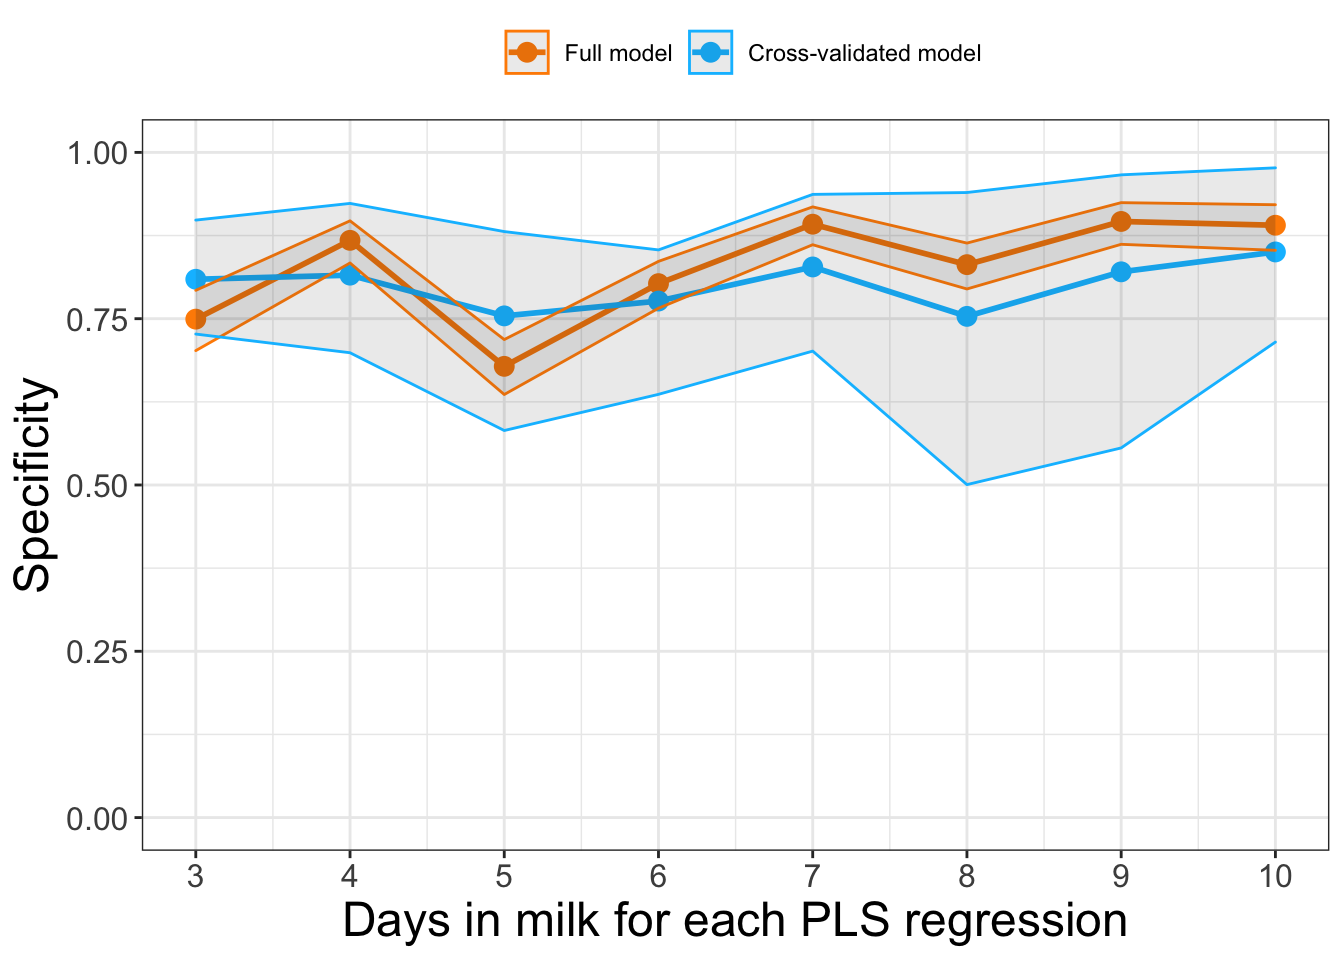 Full model
Cross-validated model
1.00
0.75
0.50
0.25
0.00
Specificity
3 4 5 6 7 8 9 10
Days in milk for each PLS regression